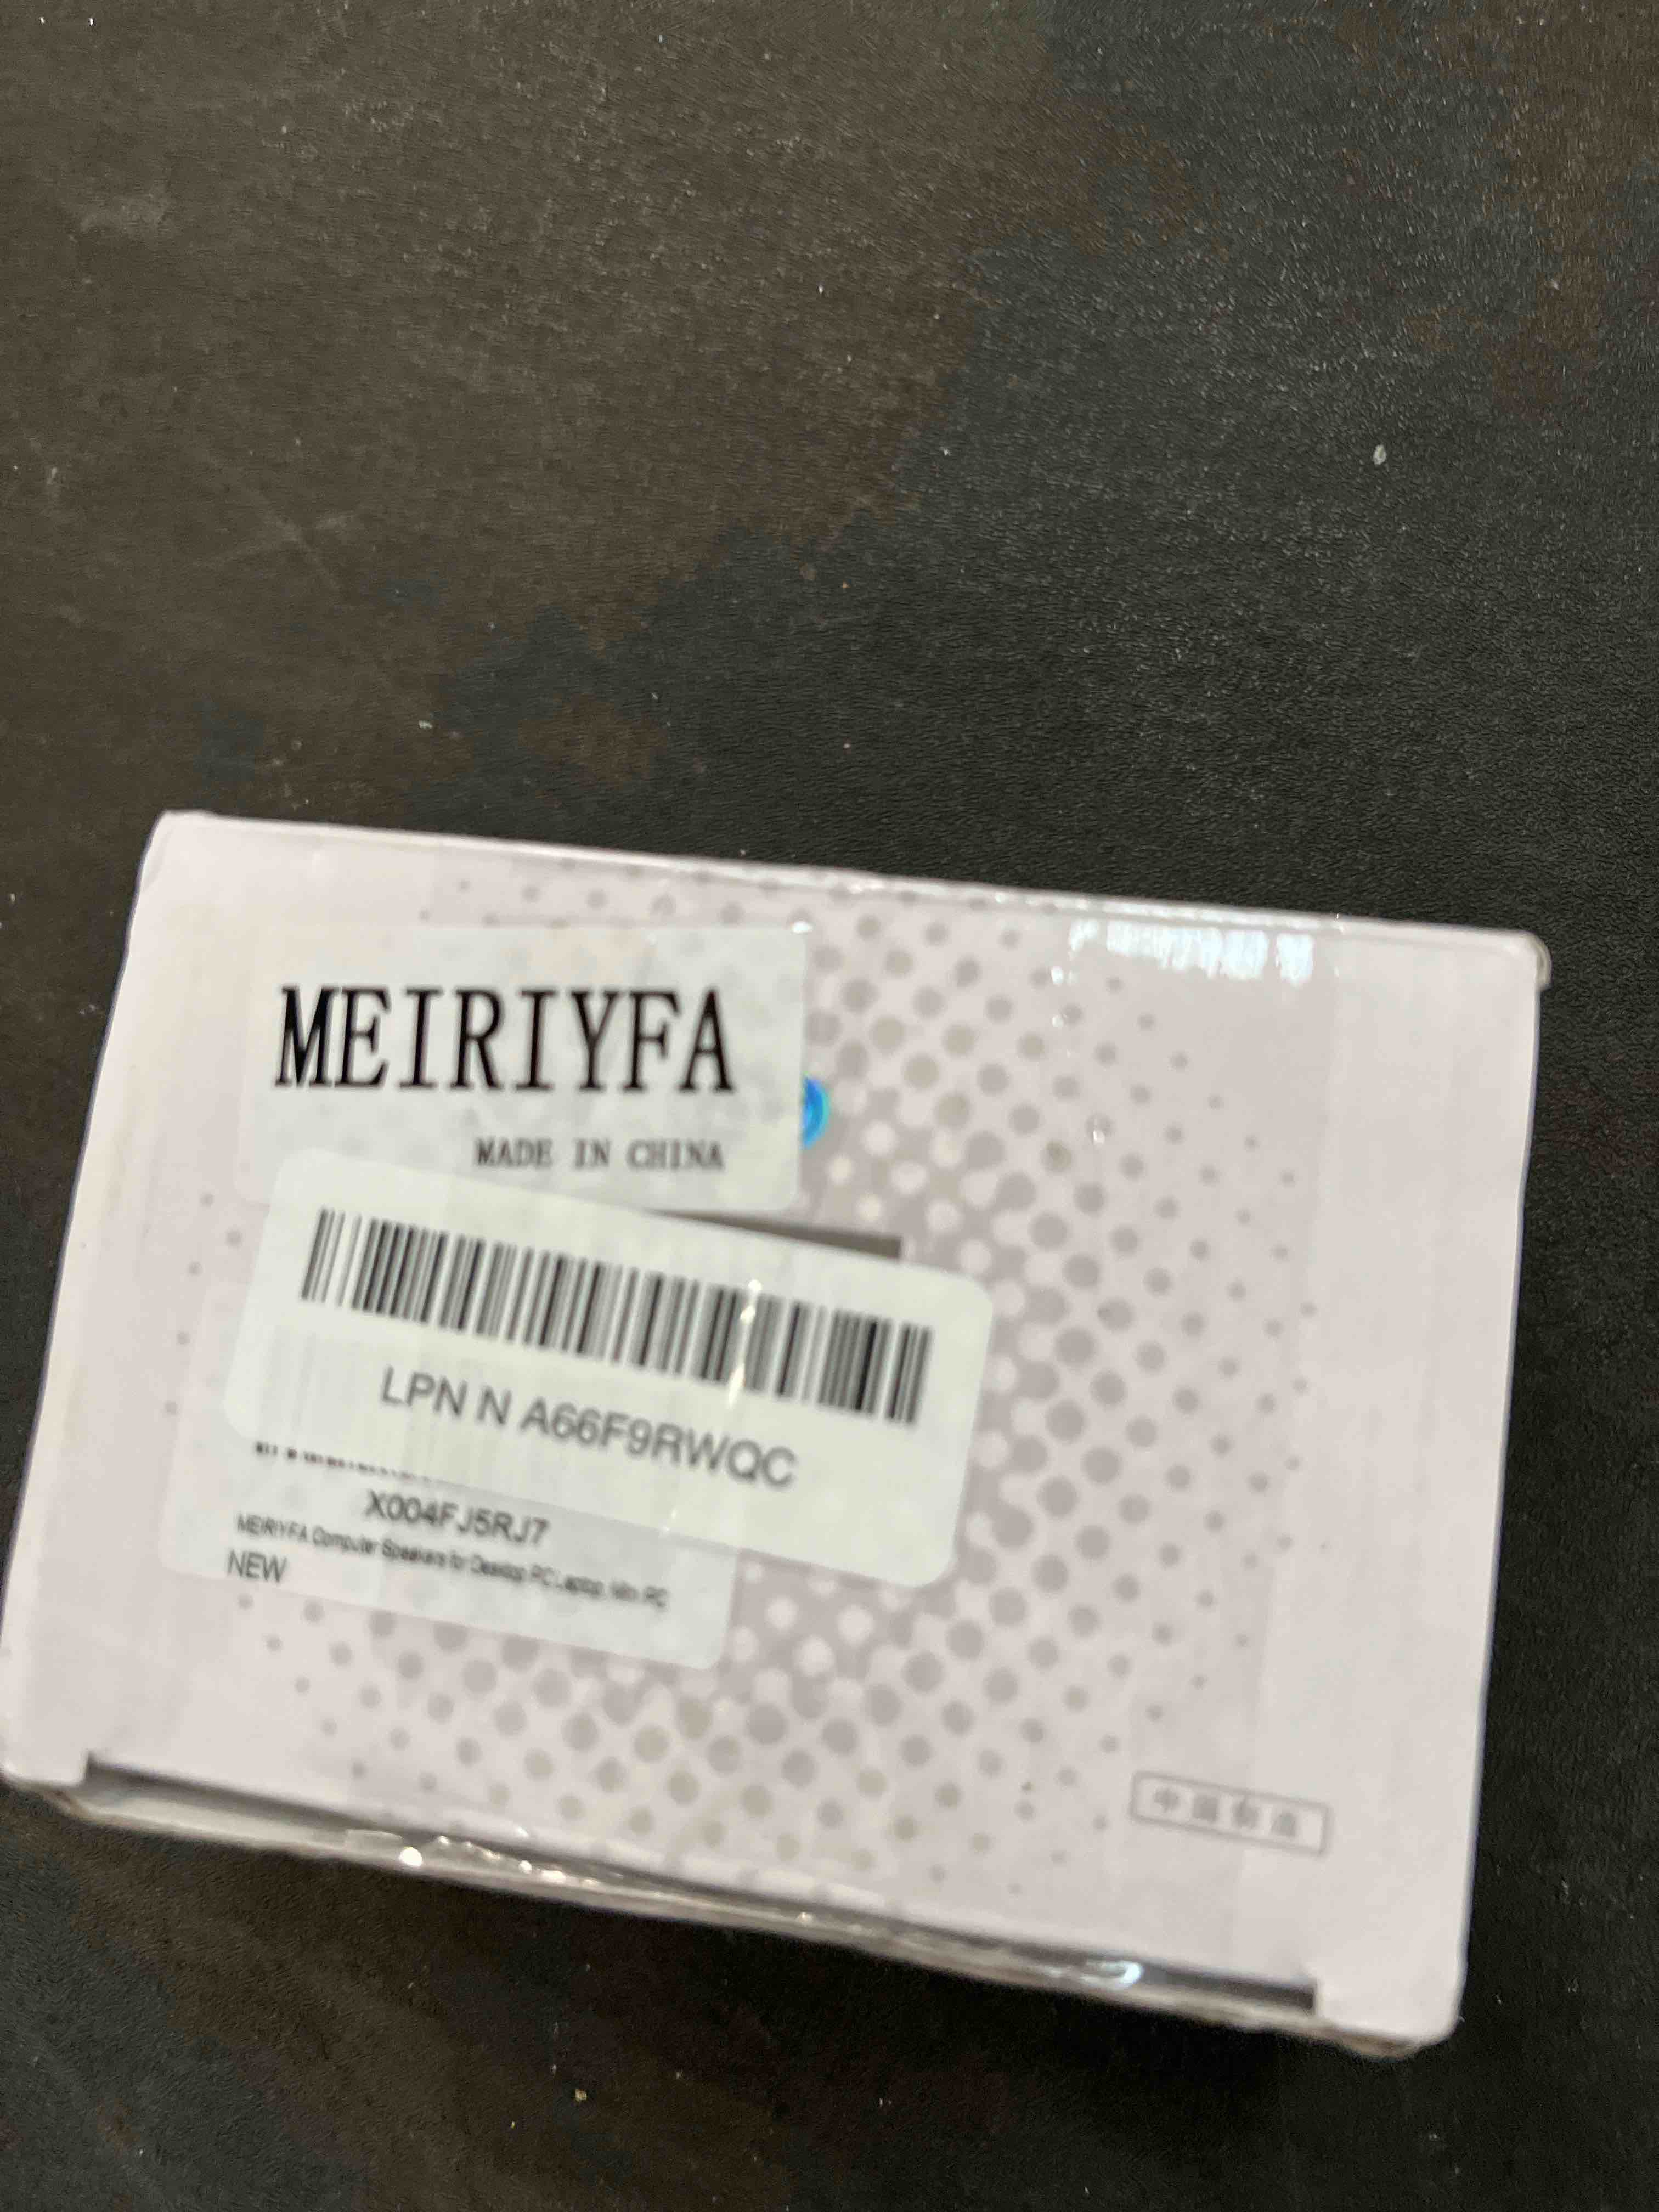 MEIRIYFA
MADE IN CHINA
LPN N A66F9RWQC
X004FJ5RJ7
MEIRIYFA Computer Speakers for Desktop PC Laptop, Mini PC
NEW
中国制造